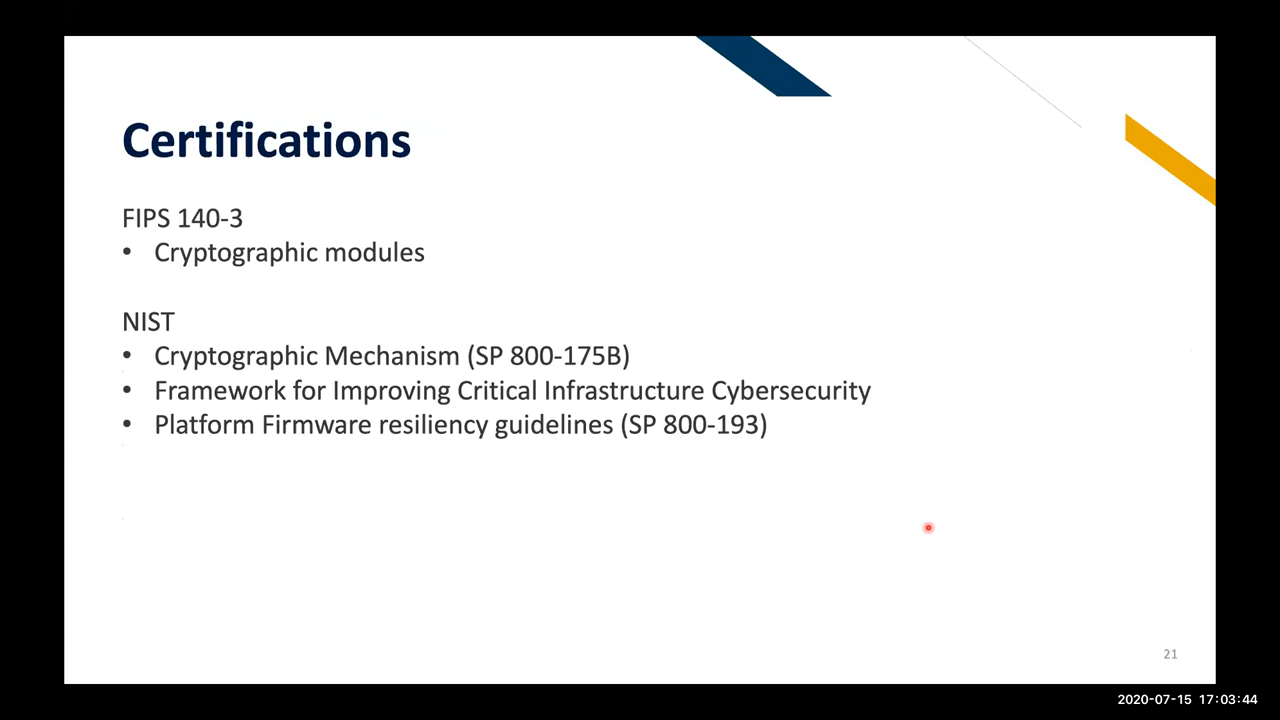 Certifications
FIPS 140-3
• Cryptographic modules
NIST
• Cryptographic Mechanism (SP 800-175B)
• Framework for Improving Critical Infrastructure Cybersecurity
• Platform Firmware resiliency guidelines (SP 800-193)
21
2020-07-15 17:03:44